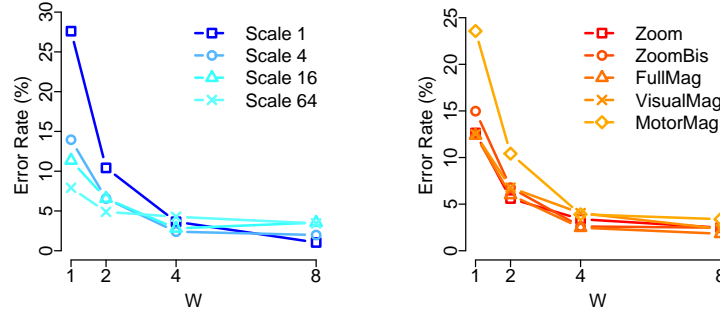 Error Rate (%)
30
25
20
15
10
5
0
Scale 1
Scale 4
Scale 16
Scale 64
1 2 4 8
W
Error Rate (%)
25
20
15
10
5
0
Zoom
ZoomBis
FullMag
VisualMag
MotorMag
1 2 4 8
W